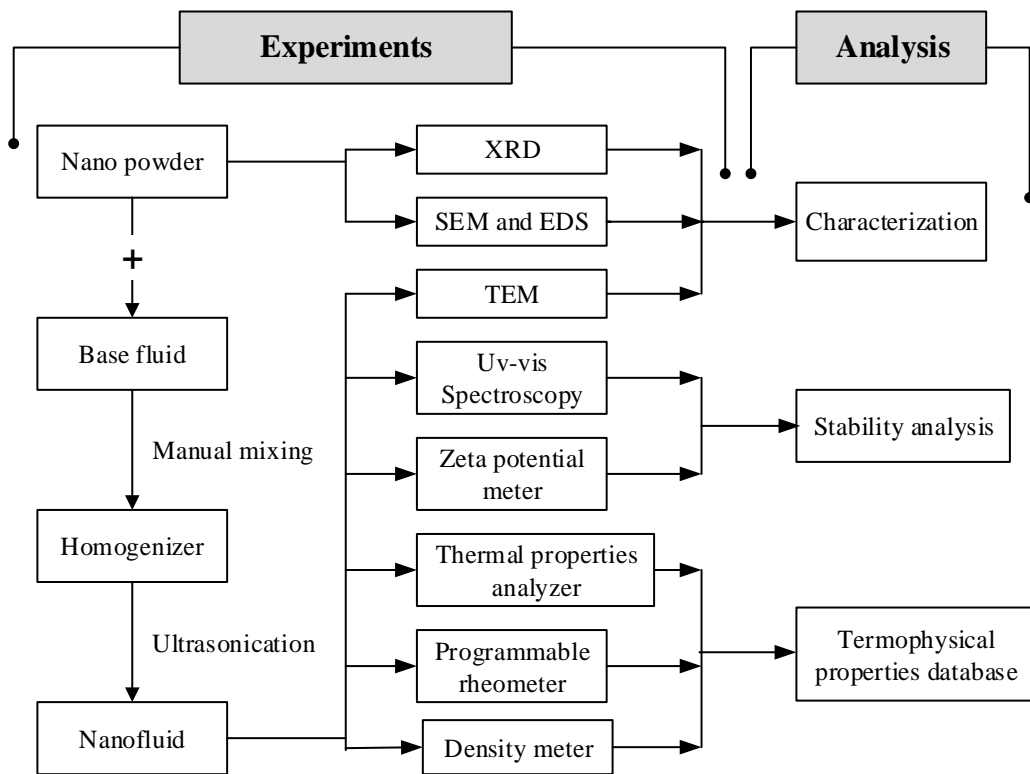 Experiments
Analysis
Nano powder
+
Base fluid
Manual mixing
Homogenizer
Ultrasonication
Nanofluid
XRD
SEM and EDS
TEM
Uv-vis
Spectroscopy
Zeta potential
meter
Thermal properties
analyzer
Programmable
rheometer
Density meter
Characterization
Stability analysis
Termophysical
properties database